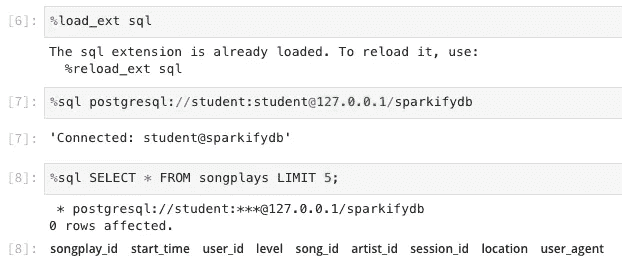 [6]: %load_ext sql
The sql extension is already loaded. To reload it, use:
%reload_ext sql
[7]: %sql postgresql://student:student@127.0.0.1/sparkifydb
[7]: 'Connected: student@sparkifydb'
[8]: %sql SELECT * FROM songplays LIMIT 5;
* postgresql://student:***@127.0.0.1/sparkifydb
0 rows affected.
[8]: songplay_id start_time user_id level song_id artist_id session_id location user_agent